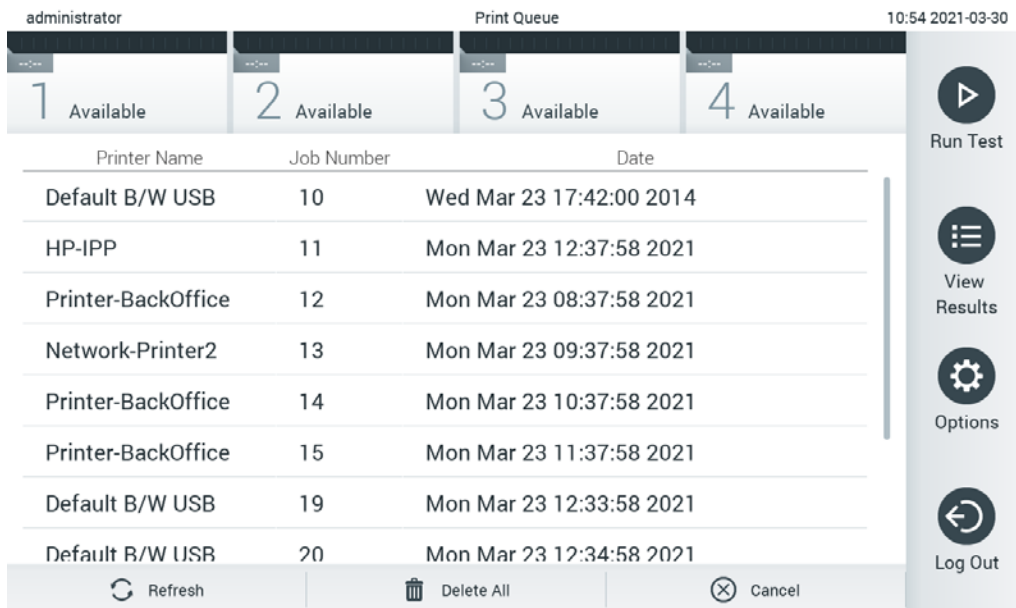 administrator Print Queue 10:54 2021-03-30
--:-- --:-- --:-- --:--
1 Available 2 Available 3 Available 4 Available
Run Test
Printer Name Job Number Date
Default B/W USB 10 Wed Mar 23 17:42:00 2014
HP-IPP 11 Mon Mar 23 12:37:58 2021
View
Results
Printer-BackOffice 12 Mon Mar 23 08:37:58 2021
Network-Printer2 13 Mon Mar 23 09:37:58 2021
Printer-BackOffice 14 Mon Mar 23 10:37:58 2021
Options
Printer-BackOffice 15 Mon Mar 23 11:37:58 2021
Default B/W USB 19 Mon Mar 23 12:33:58 2021
Default B/W USB 20 Mon Mar 23 12:34:58 2021
Log Out
Refresh Delete All Cancel